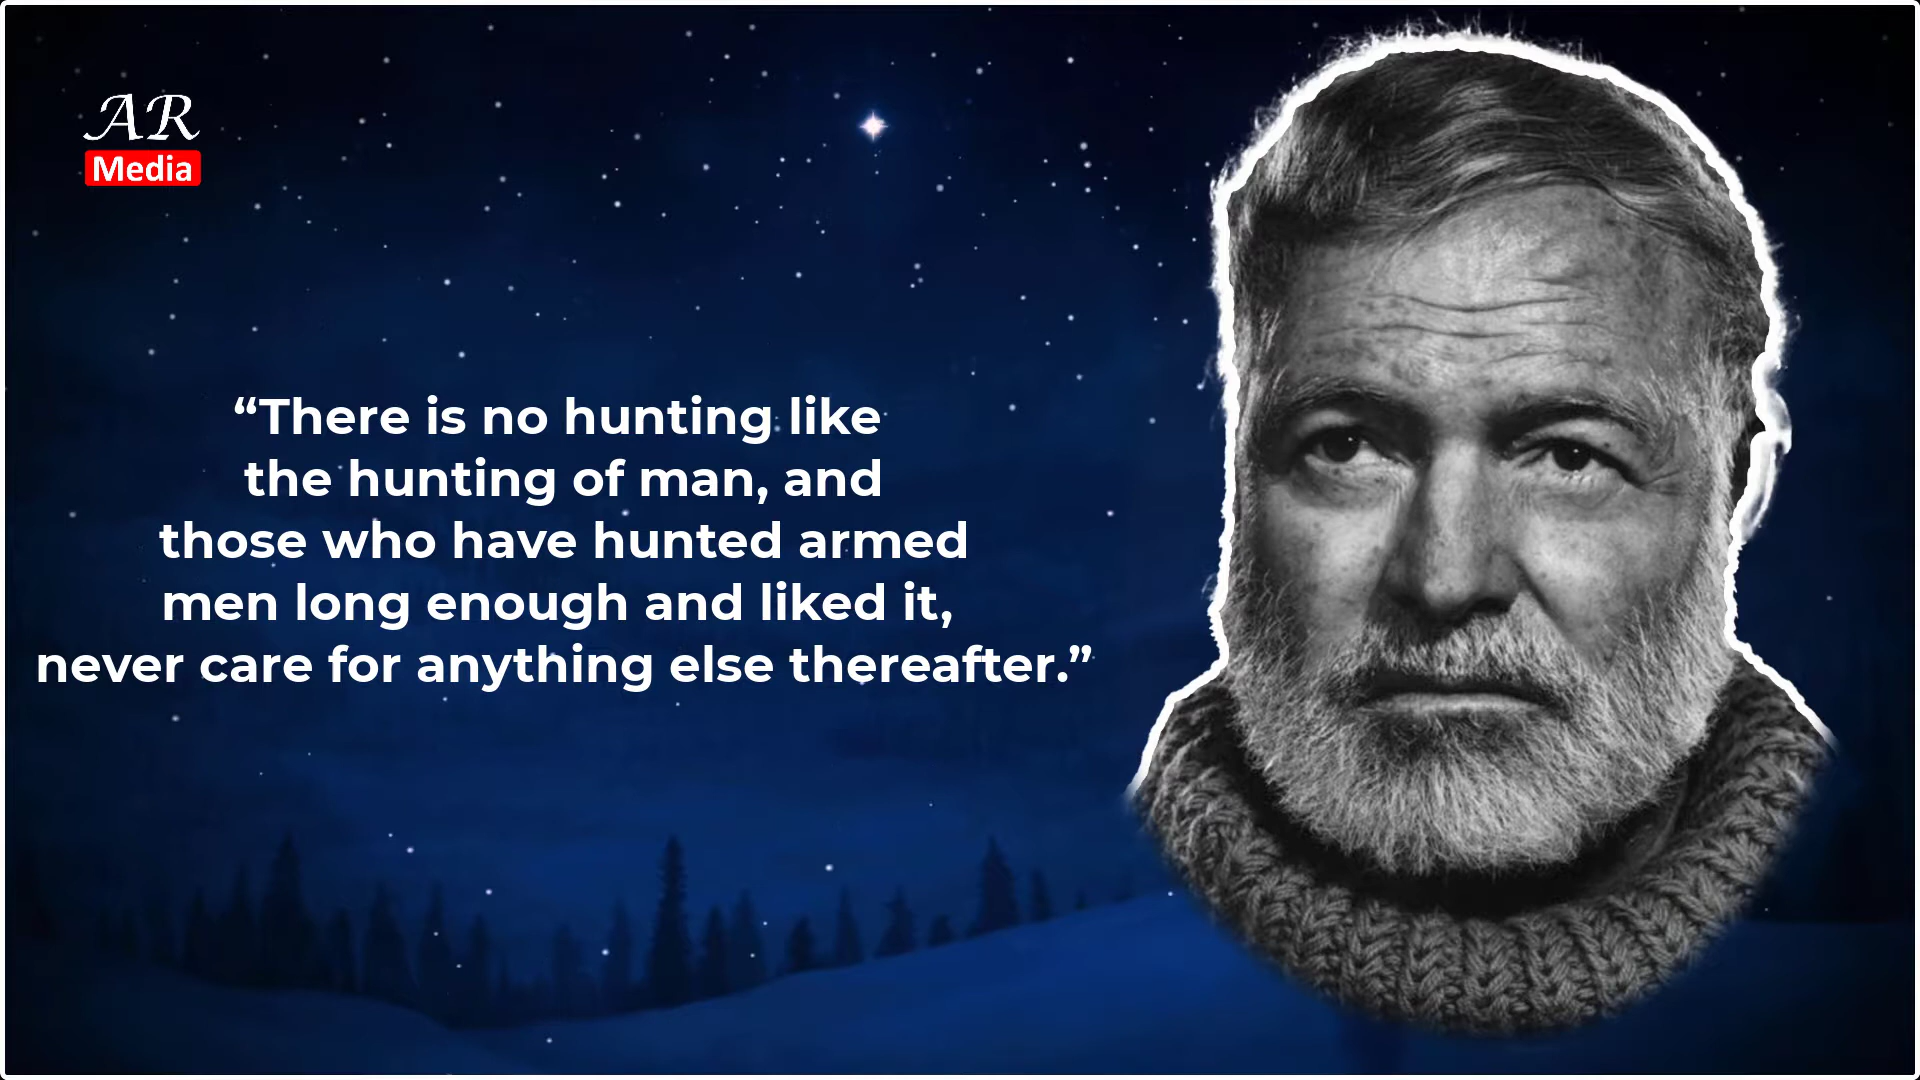 AR
Media
“There is no hunting like
the hunting of man, and
those who have hunted armed
men long enough and liked it,
never care for anything else thereafter.”